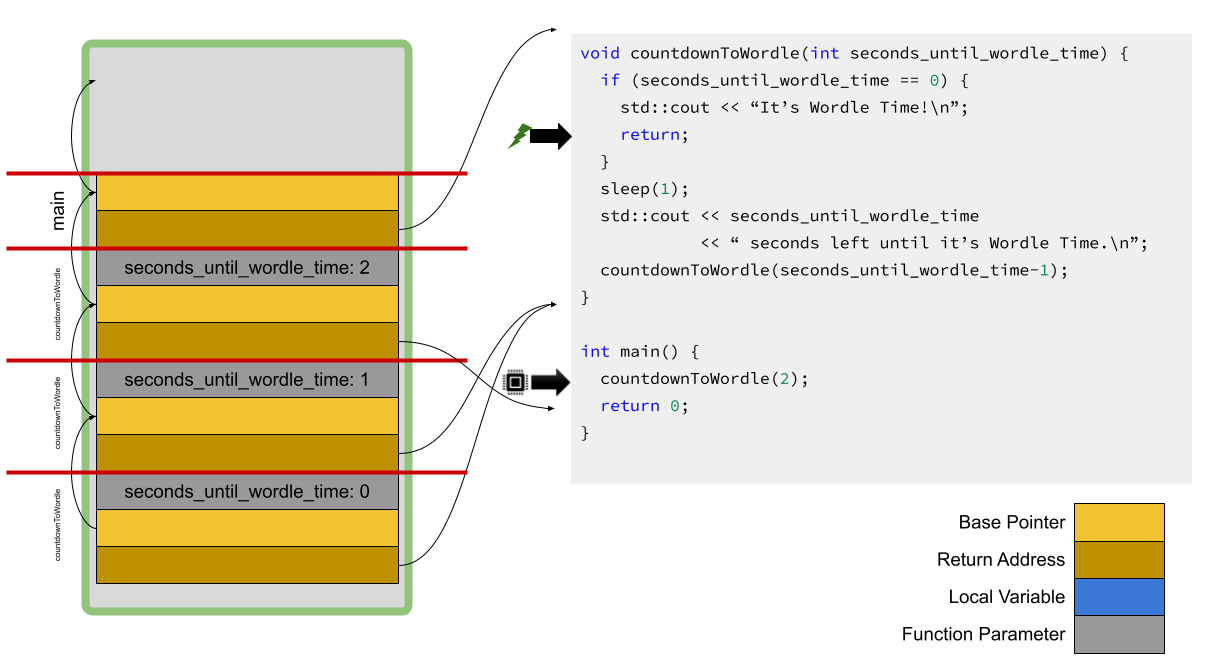 main
seconds_until_wordle_time: 2
countdownToWordle
seconds_until_wordle_time: 1
countdownToWordle
seconds_until_wordle_time: 0
countdownToWordle
void countdownToWordle(int seconds_until_wordle_time) {
  if (seconds_until_wordle_time == 0) {
    std::cout << “It’s Wordle Time!\n”;
    return;
  }
  sleep(1);
  std::cout << seconds_until_wordle_time
            << “ seconds left until it’s Wordle Time.\n”;
  countdownToWordle(seconds_until_wordle_time-1);
}
int main() {
  countdownToWordle(2);
  return 0;
}
Base Pointer
Return Address
Local Variable
Function Parameter